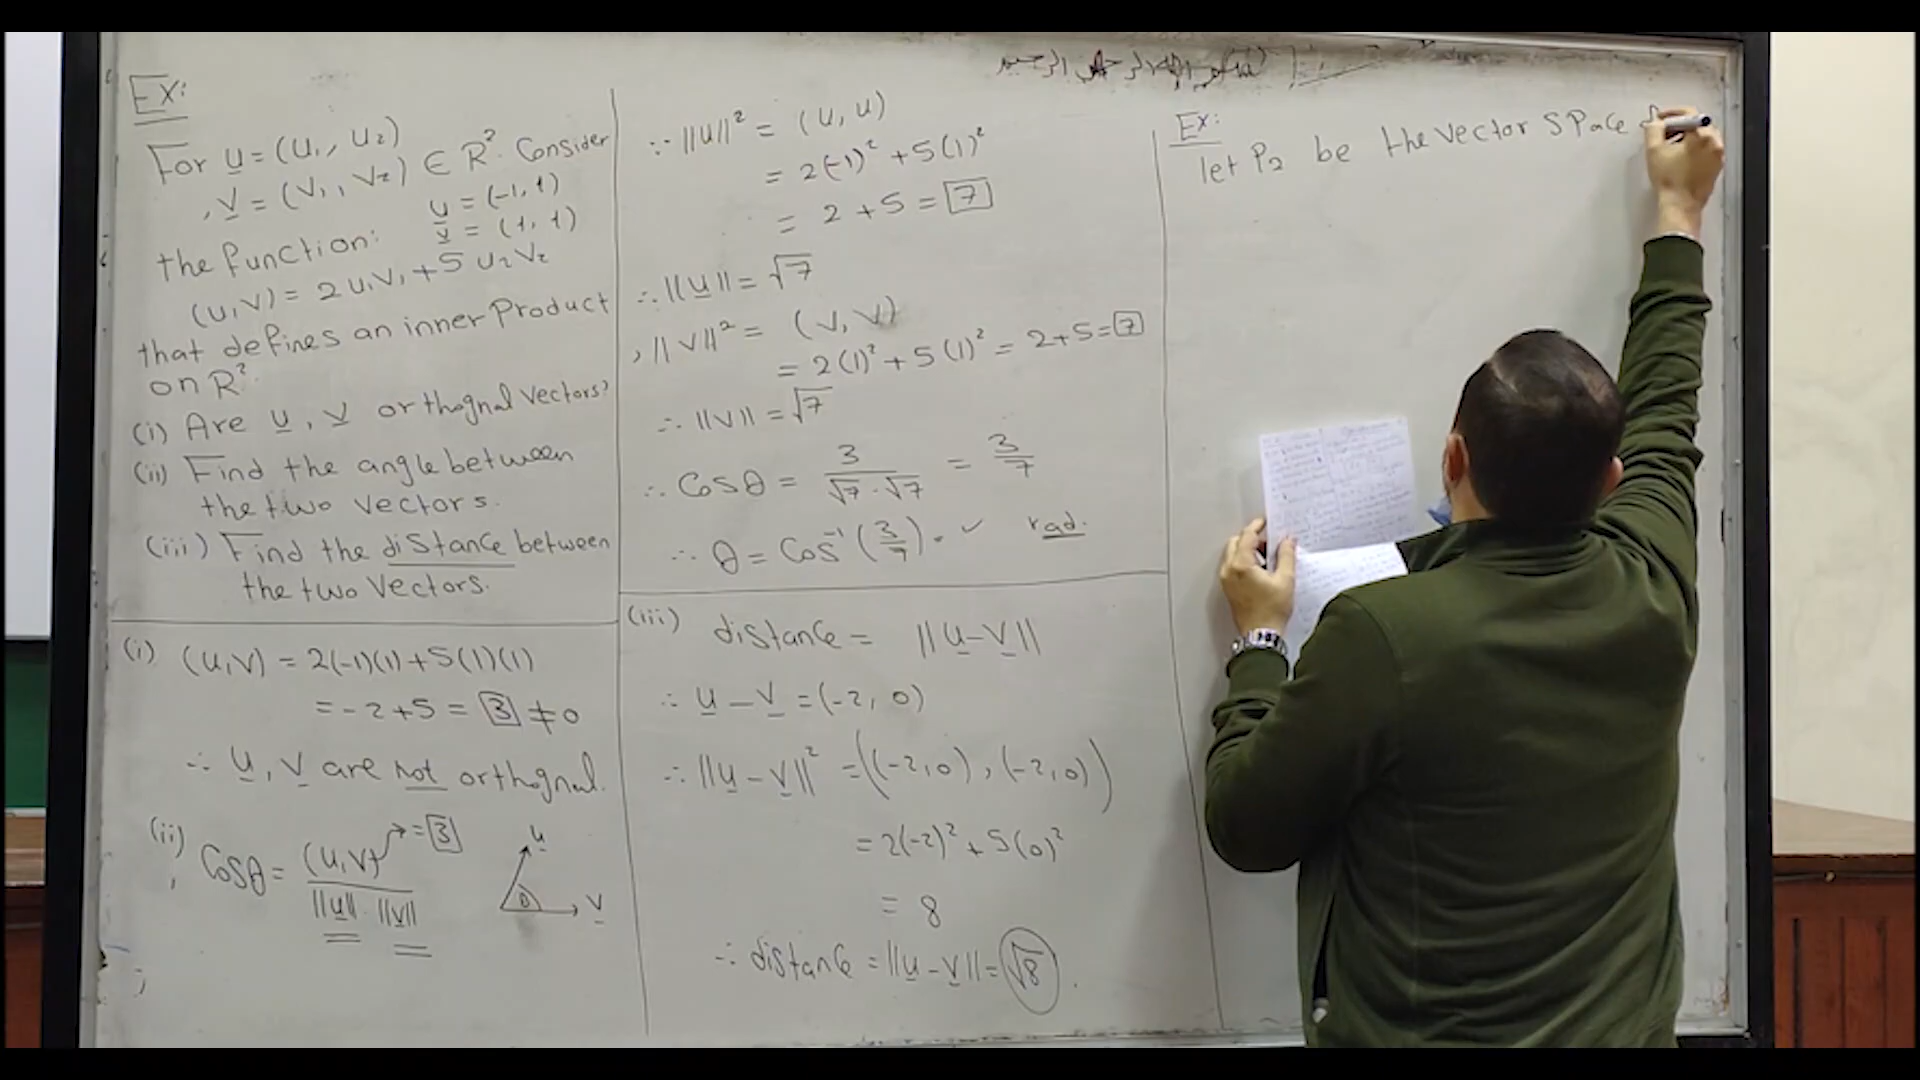 بسم الله الرحمن الرحيم
Ex:
For u = (u₁, u₂)
, v = (v₁, v₂) ∈ R². Consider
u = (-1, 1)
the function: v = (1, 1)
(u, v) = 2u₁v₁ + 5u₂v₂
that defines an inner Product
on R².
(i) Are u, v orthognal vectors?
(ii) Find the angle between
the two vectors.
(iii) Find the distance between
the two vectors.
(i) (u, v) = 2(-1)(1) + 5(1)(1)
= -2 + 5 = 3 ≠ 0
∴ u, v are not orthognal.
(ii) Cosθ = (u, v) / ||u|| . ||v||
→ = 3
u
θ
v
∵ ||u||² = (u, u)
= 2(-1)² + 5(1)²
= 2 + 5 = 7
∴ ||u|| = √7
, ||v||² = (v, v)
= 2(1)² + 5(1)² = 2 + 5 = 7
∴ ||v|| = √7
∴ Cosθ = 3 / √7 . √7 = 3/7
∴ θ = Cos⁻¹(3/7) . ✓ rad.
(iii) distance = ||u - v||
∵ u - v = (-2, 0)
∴ ||u - v||² = ((-2, 0), (-2, 0))
= 2(-2)² + 5(0)²
= 8
∴ distance = ||u - v|| = √8 .
Ex:
let P₂ be the vector space